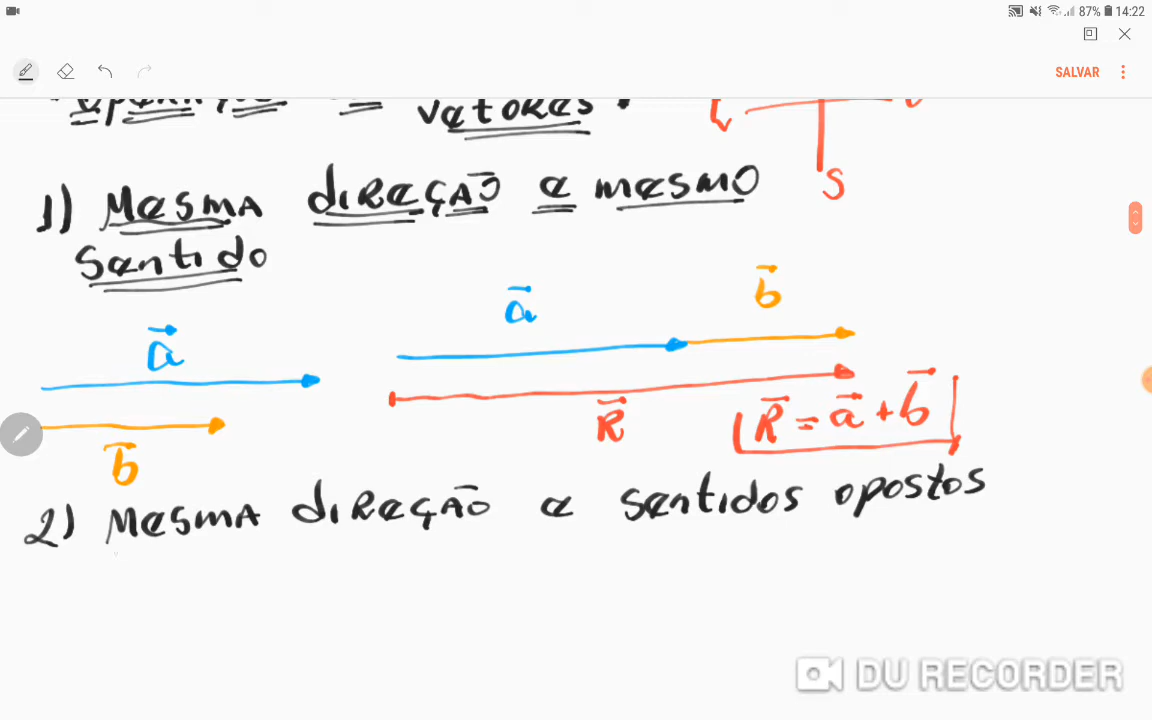 87% 14:22
SALVAR
vetores.
S
1) Mesma direção e mesmo
sentido
a
b
a
b
R
R = a + b
2) Mesma direção e sentidos opostos
DU RECORDER